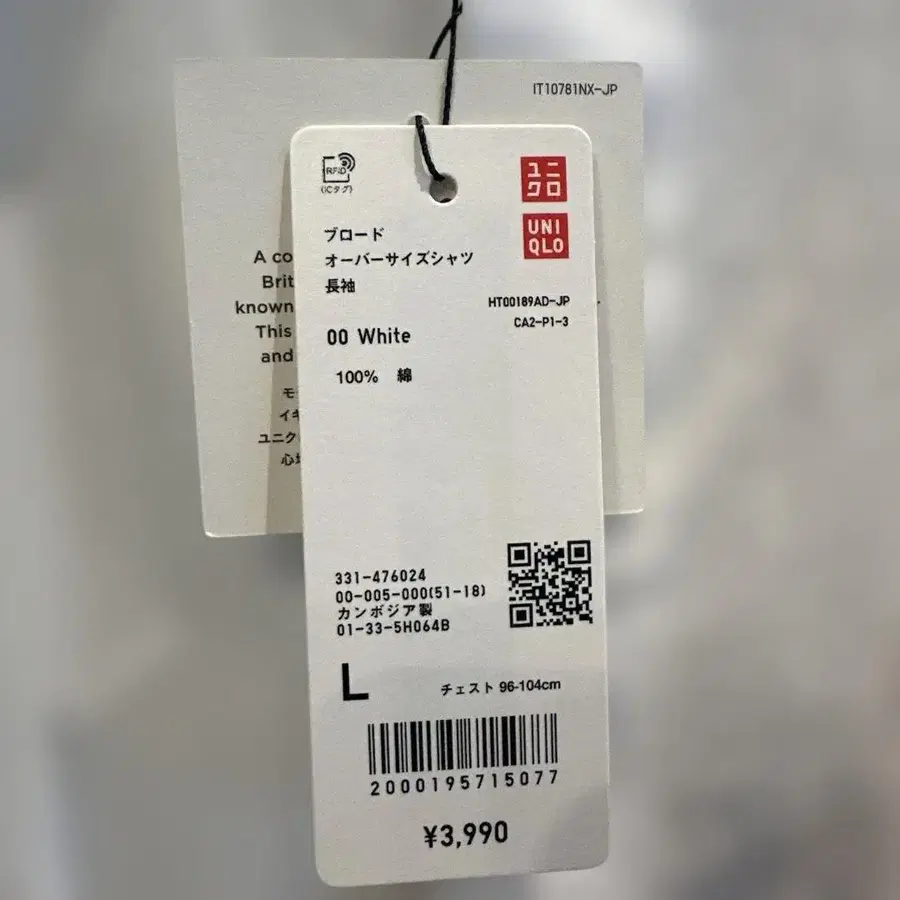 IT10781NX-JP
RFID
(ICタグ)
ユニ
クロ
UNI
QLO
ブロード
オーバーサイズシャツ
長袖
HT00189AD-JP
CA2-P1-3
00 White
100% 綿
A co
Brit
known
This
and
モ
イギ
ユニク
心地
331-476024
00-005-000(51-18)
カンボジア製
01-33-5H064B
L
チェスト 96-104cm
2000195715077
¥3,990